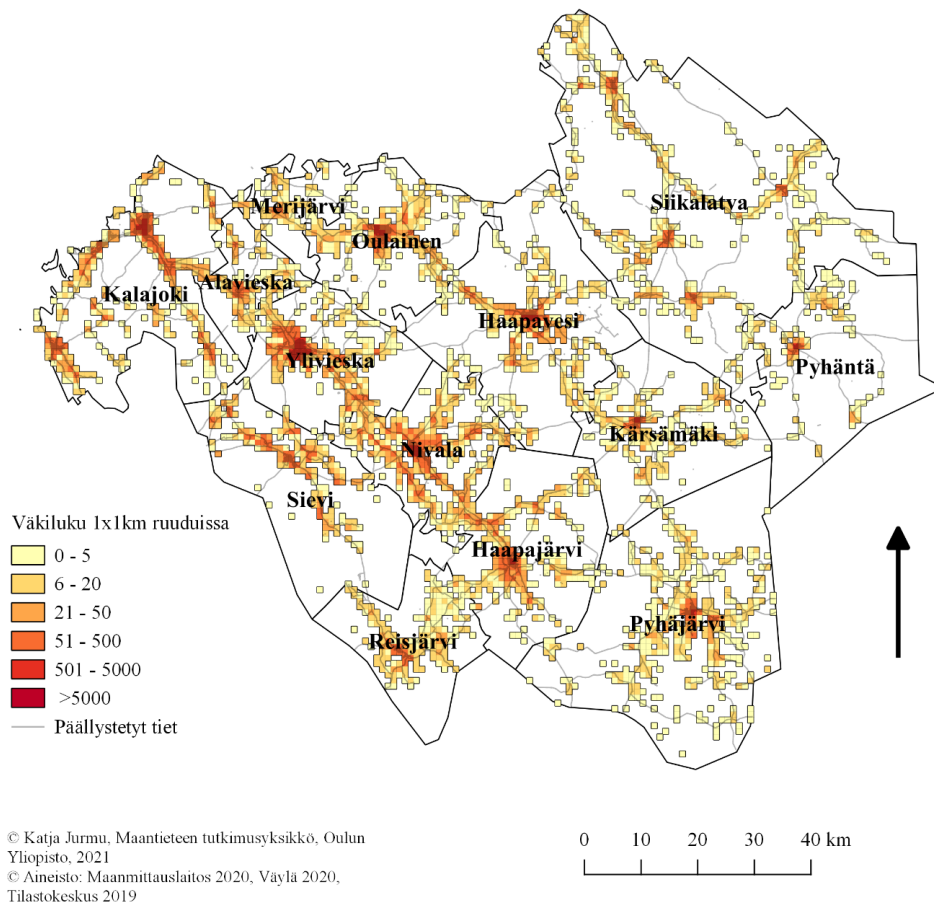 Siikalatva
Merijärvi
Oulainen
Alavieska
Kalajoki
Haapavesi
Ylivieska
Pyhäntä
Kärsämäki
Nivala
Sievi
Väkiluku 1x1km ruuduissa
0 - 5
6 - 20
21 - 50
51 - 500
501 - 5000
>5000
Päällystetyt tiet
Haapajärvi
Pyhäjärvi
Reisjärvi
© Katja Jurmu, Maantieteen tutkimusyksikkö, Oulun
Yliopisto, 2021
© Aineisto: Maanmittauslaitos 2020, Väylä 2020,
Tilastokeskus 2019
0 10 20 30 40 km